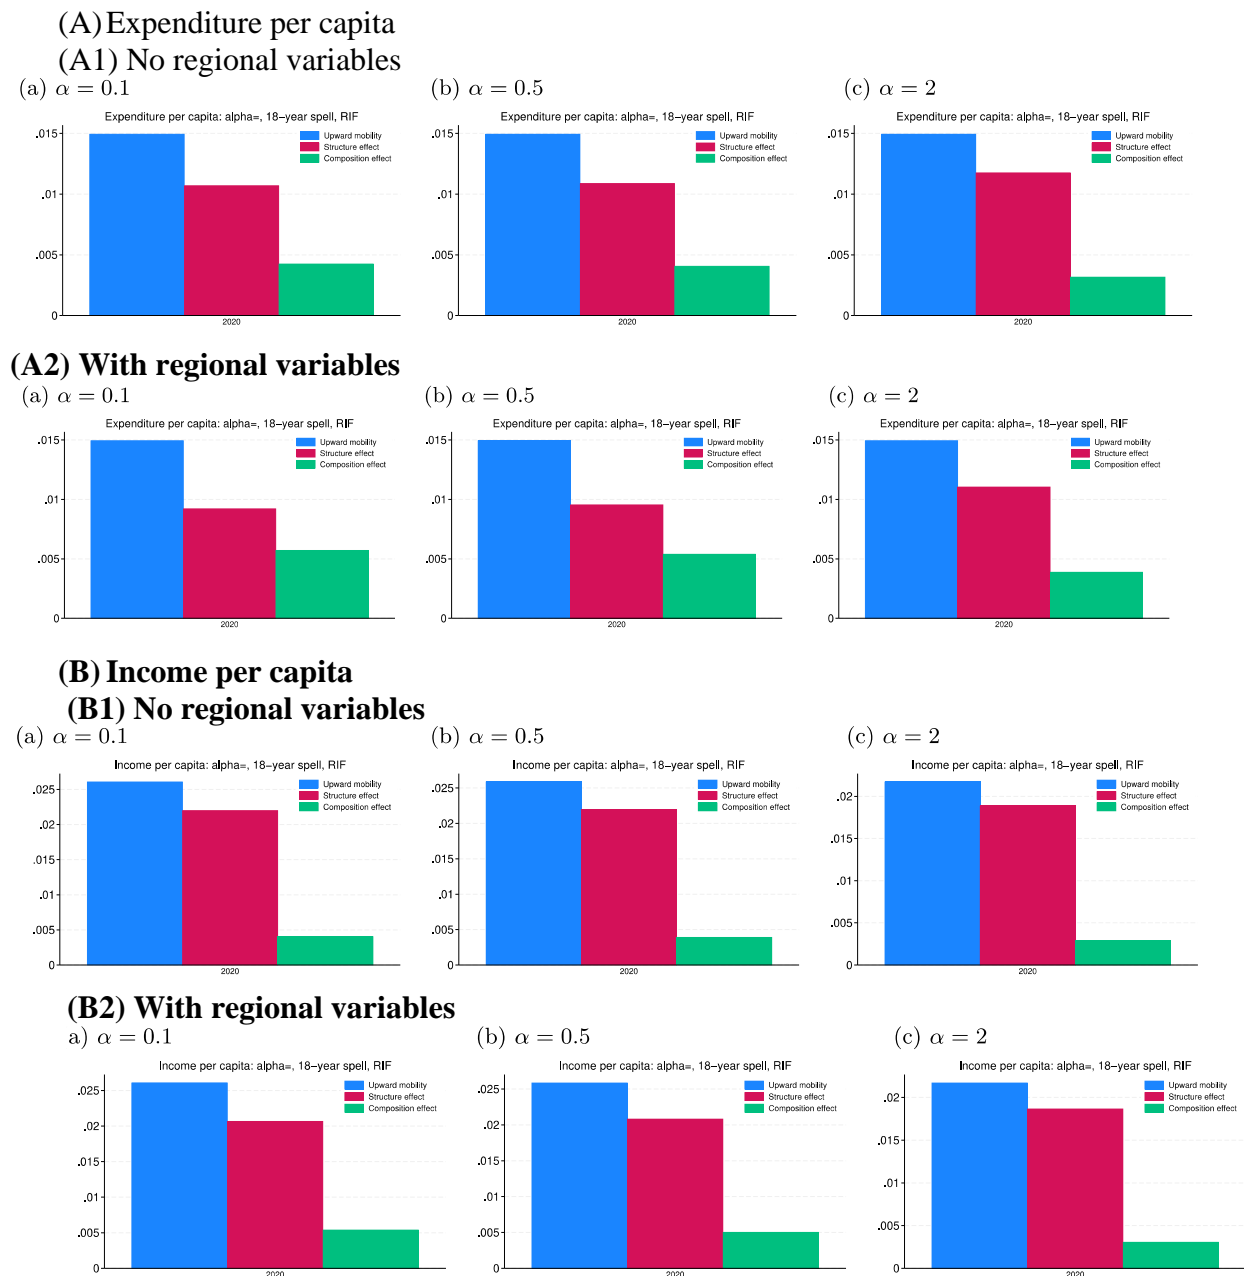 (A) Expenditure per capita
(A1) No regional variables
(a) α = 0.1
(b) α = 0.5
(c) α = 2
Expenditure per capita: alpha=, 18−year spell, RIF
Upward mobility
Structure effect
Composition effect
.015
.01
.005
0
2020
Expenditure per capita: alpha=, 18−year spell, RIF
Upward mobility
Structure effect
Composition effect
.015
.01
.005
0
2020
Expenditure per capita: alpha=, 18−year spell, RIF
Upward mobility
Structure effect
Composition effect
.015
.01
.005
0
2020
(A2) With regional variables
(a) α = 0.1
(b) α = 0.5
(c) α = 2
Expenditure per capita: alpha=, 18−year spell, RIF
Upward mobility
Structure effect
Composition effect
.015
.01
.005
0
2020
Expenditure per capita: alpha=, 18−year spell, RIF
Upward mobility
Structure effect
Composition effect
.015
.01
.005
0
2020
Expenditure per capita: alpha=, 18−year spell, RIF
Upward mobility
Structure effect
Composition effect
.015
.01
.005
0
2020
(B) Income per capita
(B1) No regional variables
(a) α = 0.1
(b) α = 0.5
(c) α = 2
Income per capita: alpha=, 18−year spell, RIF
Upward mobility
Structure effect
Composition effect
.025
.02
.015
.01
.005
0
2020
Income per capita: alpha=, 18−year spell, RIF
Upward mobility
Structure effect
Composition effect
.025
.02
.015
.01
.005
0
2020
Income per capita: alpha=, 18−year spell, RIF
Upward mobility
Structure effect
Composition effect
.02
.015
.01
.005
0
2020
(B2) With regional variables
a) α = 0.1
(b) α = 0.5
(c) α = 2
Income per capita: alpha=, 18−year spell, RIF
Upward mobility
Structure effect
Composition effect
.025
.02
.015
.01
.005
0
2020
Income per capita: alpha=, 18−year spell, RIF
Upward mobility
Structure effect
Composition effect
.025
.02
.015
.01
.005
0
2020
Income per capita: alpha=, 18−year spell, RIF
Upward mobility
Structure effect
Composition effect
.02
.015
.01
.005
0
2020